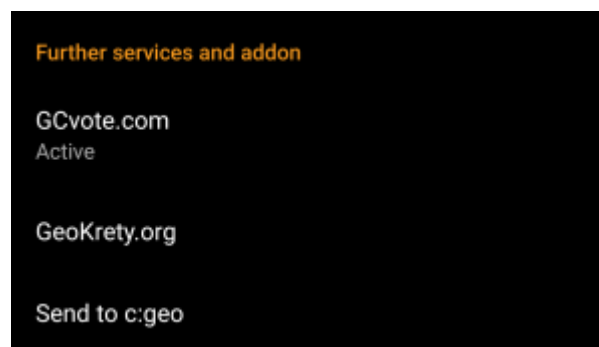 Further services and addon
GCvote.com
Active
GeoKrety.org
Send to c:geo